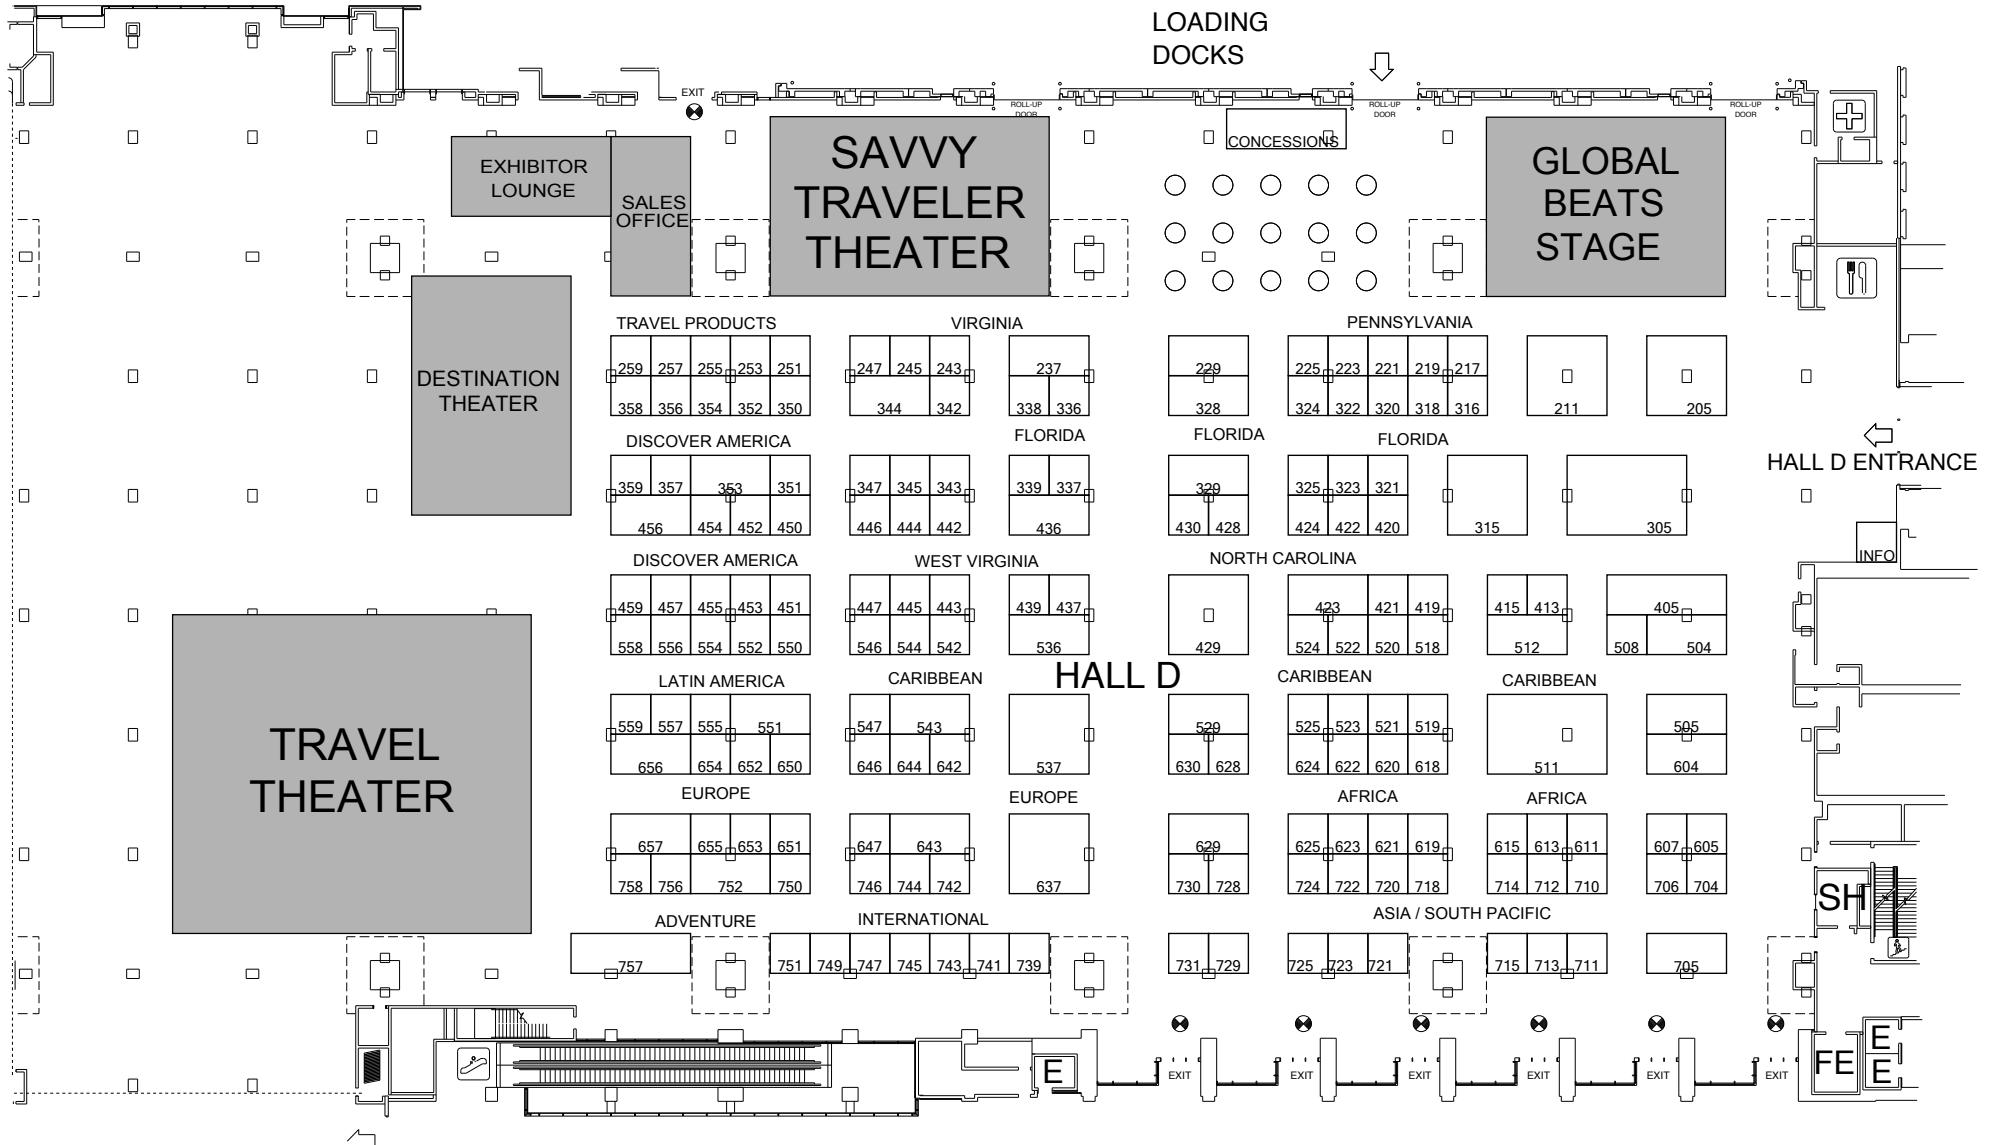 LOADING
DOCKS
EXIT
ROLL-UP
DOOR
ROLL-UP
DOOR
ROLL-UP
DOOR
CONCESSIONS
EXHIBITOR
LOUNGE
SALES
OFFICE
SAVVY
TRAVELER
THEATER
GLOBAL
BEATS
STAGE
DESTINATION
THEATER
TRAVEL PRODUCTS VIRGINIA PENNSYLVANIA
259 257 255 253 251 247 245 243 237 229 225 223 221 219 217
358 356 354 352 350 344 342 338 336 328 324 322 320 318 316 211 205
DISCOVER AMERICA FLORIDA FLORIDA FLORIDA
HALL D ENTRANCE
359 357 353 351 347 345 343 339 337 329 325 323 321
456 454 452 450 446 444 442 436 430 428 424 422 420 315 305
INFO
DISCOVER AMERICA WEST VIRGINIA NORTH CAROLINA
459 457 455 453 451 447 445 443 439 437 423 421 419 415 413 405
558 556 554 552 550 546 544 542 536 429 524 522 520 518 512 508 504
HALL D
LATIN AMERICA CARIBBEAN CARIBBEAN CARIBBEAN
559 557 555 551 547 543 529 525 523 521 519 505
656 654 652 650 646 644 642 537 630 628 624 622 620 618 511 604
TRAVEL
THEATER
EUROPE EUROPE AFRICA AFRICA
657 655 653 651 647 643 629 625 623 621 619 615 613 611 607 605
758 756 752 750 746 744 742 637 730 728 724 722 720 718 714 712 710 706 704
SH
ADVENTURE INTERNATIONAL ASIA / SOUTH PACIFIC
757 751 749 747 745 743 741 739 731 729 725 723 721 715 713 711 705
E
E
FE
E
EXIT EXIT EXIT EXIT EXIT EXIT